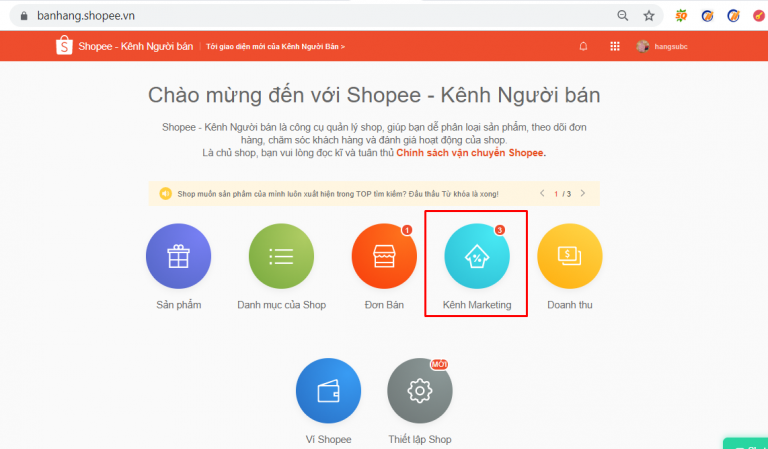 banhang.shopee.vn
Shopee - Kênh Người bán
Tới giao diện mới của Kênh Người Bán >
hangsubc
Chào mừng đến với Shopee - Kênh Người bán
Shopee - Kênh Người bán là công cụ quản lý shop, giúp bạn dễ phân loại sản phẩm, theo dõi đơn
hàng, chăm sóc khách hàng và đánh giá hoạt động của shop.
Là chủ shop, bạn vui lòng đọc kĩ và tuân thủ Chính sách vận chuyển Shopee.
Shop muốn sản phẩm của mình luôn xuất hiện trong TOP tìm kiếm? Đấu thầu Từ khóa là xong!
1 / 3
1
3
Sản phẩm
Danh mục của Shop
Đơn Bán
Kênh Marketing
Doanh thu
MỚI
Ví Shopee
Thiết lập Shop